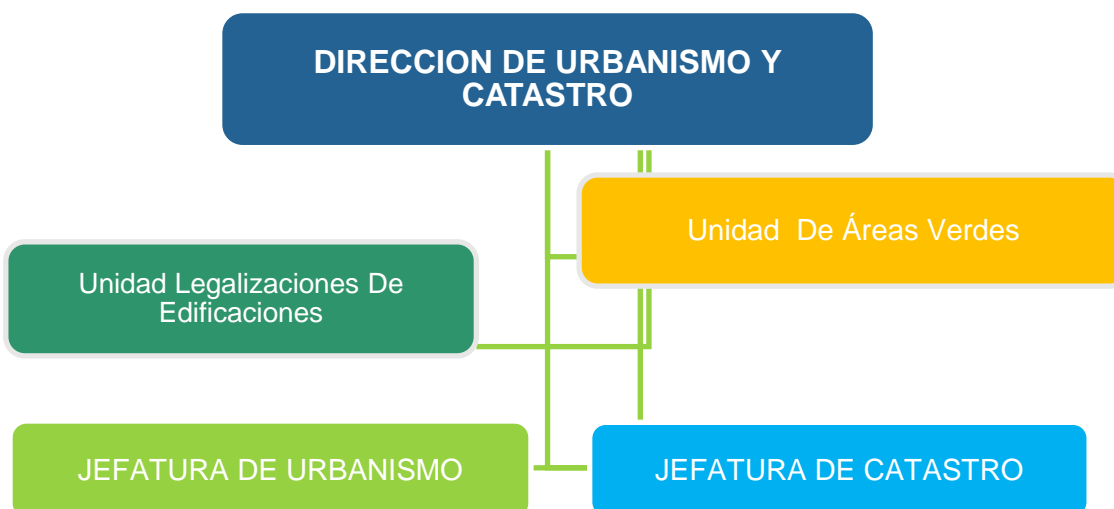 DIRECCION DE URBANISMO Y
CATASTRO
Unidad De Áreas Verdes
Unidad Legalizaciones De
Edificaciones
JEFATURA DE URBANISMO
JEFATURA DE CATASTRO